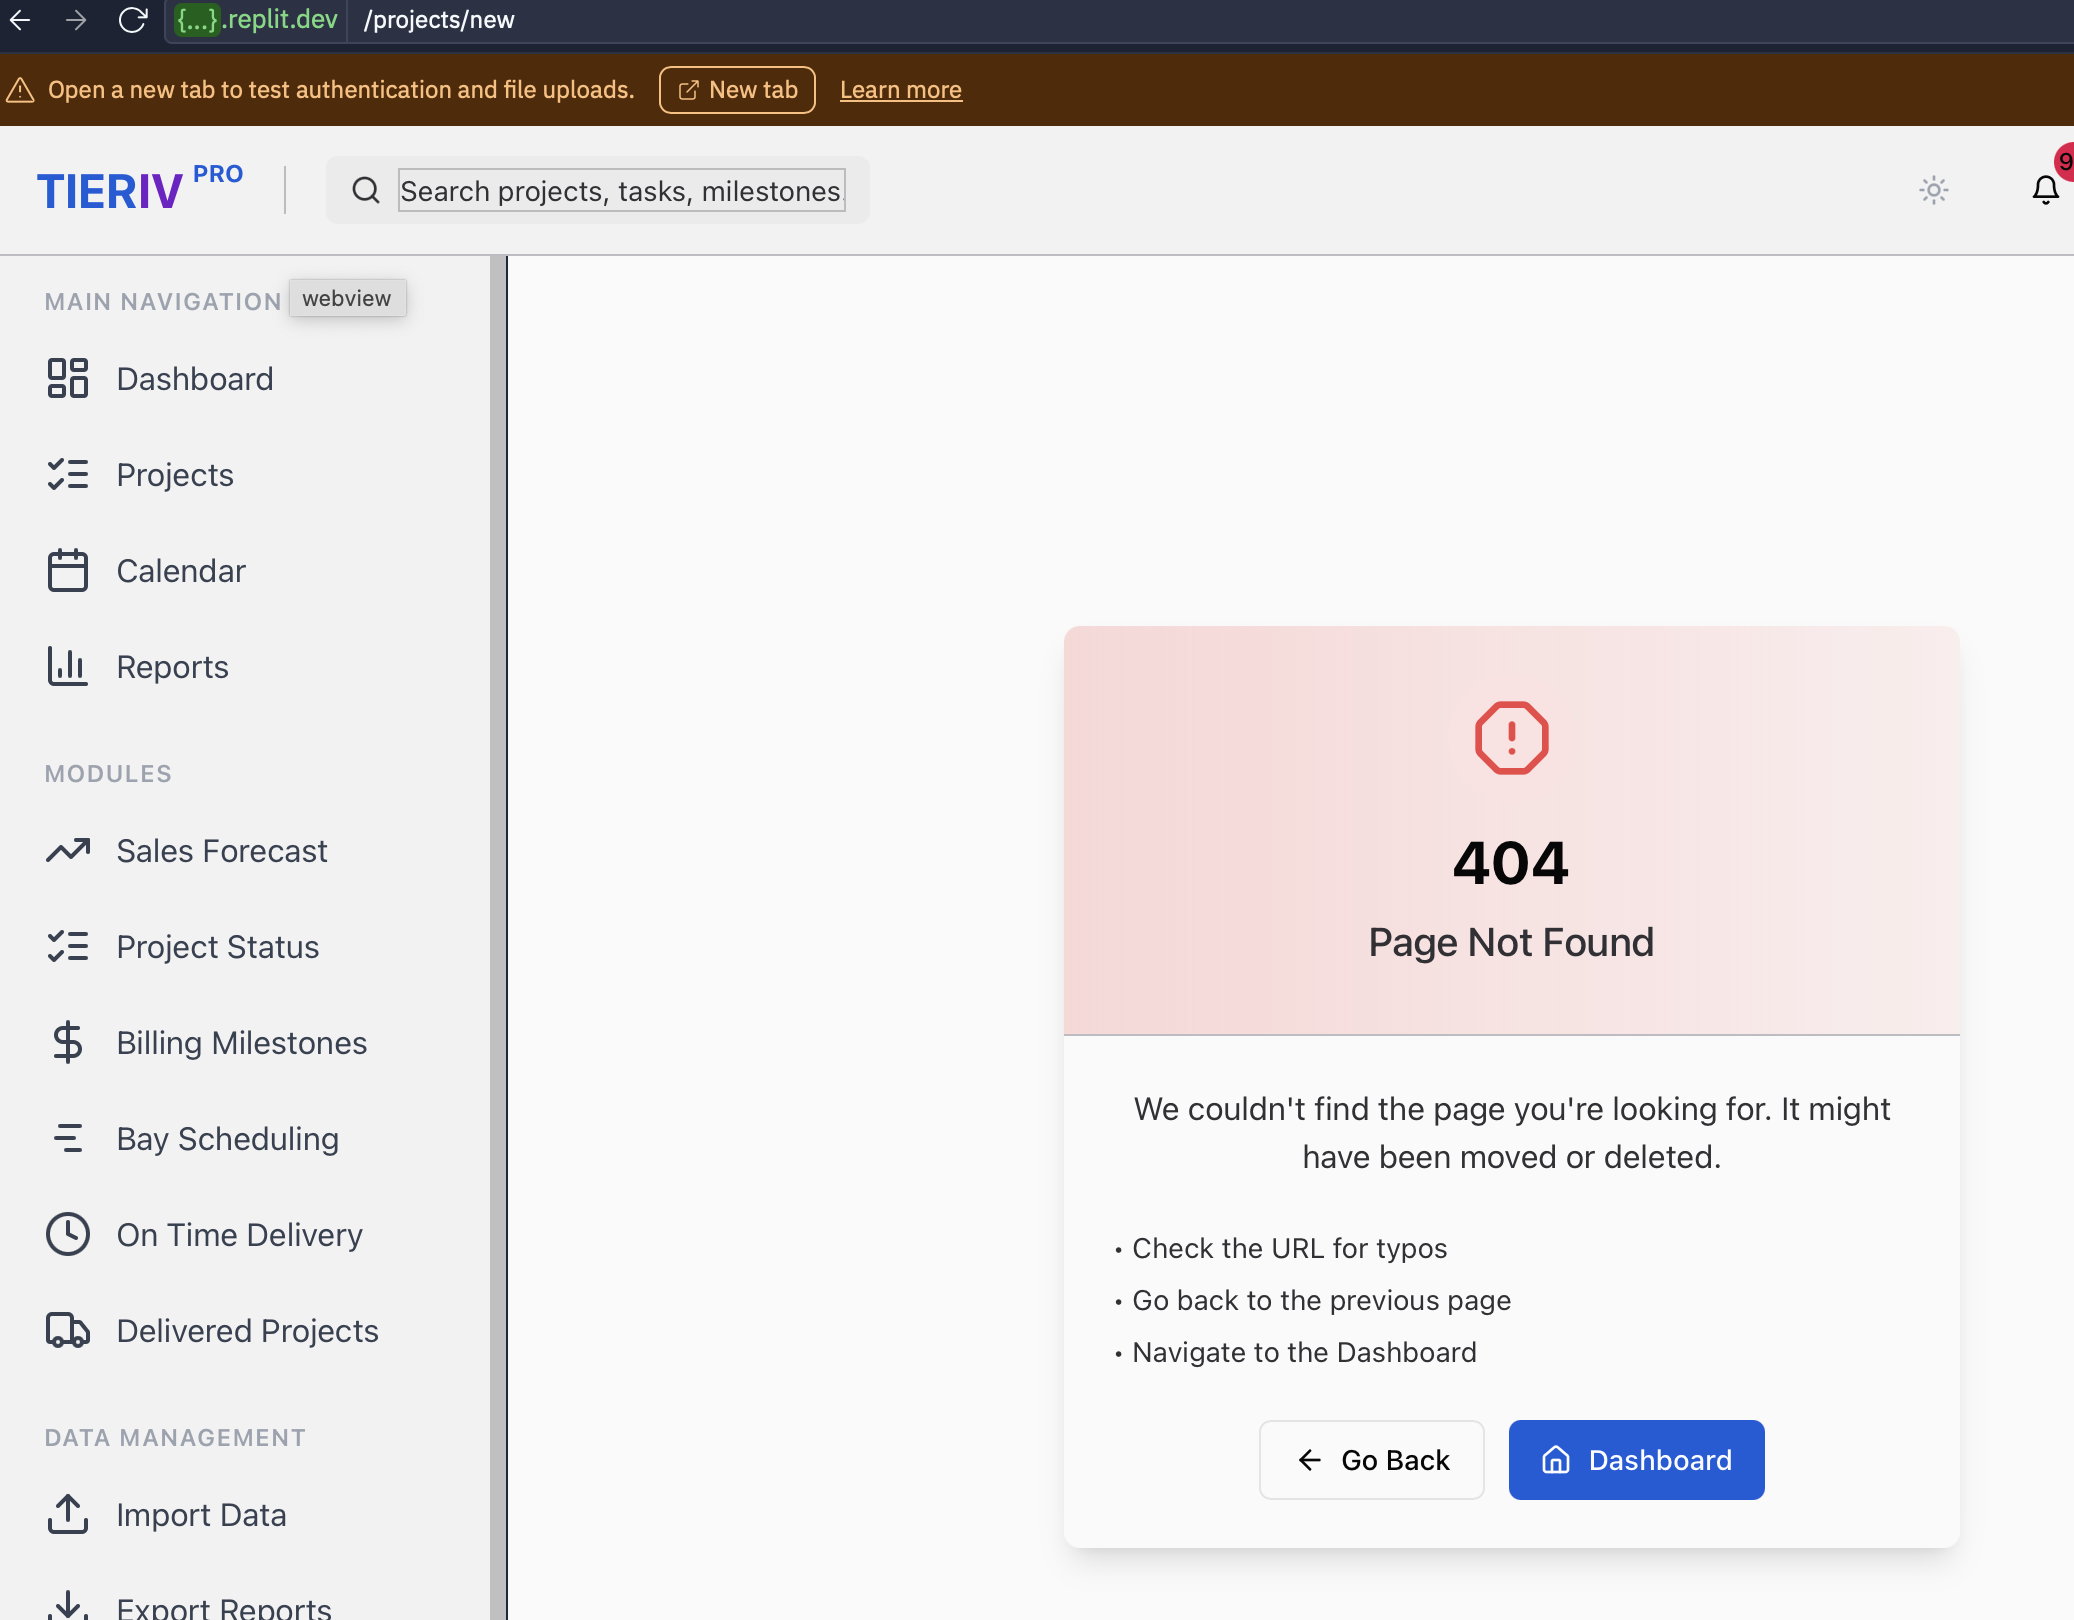 {...}.replit.dev /projects/new
Open a new tab to test authentication and file uploads. New tab Learn more
TIERIV PRO
Search projects, tasks, milestones.
9
MAIN NAVIGATION
webview
Dashboard
Projects
Calendar
Reports
MODULES
Sales Forecast
Project Status
Billing Milestones
Bay Scheduling
On Time Delivery
Delivered Projects
DATA MANAGEMENT
Import Data
Export Reports
404
Page Not Found
We couldn't find the page you're looking for. It might
have been moved or deleted.
• Check the URL for typos
• Go back to the previous page
• Navigate to the Dashboard
Go Back
Dashboard